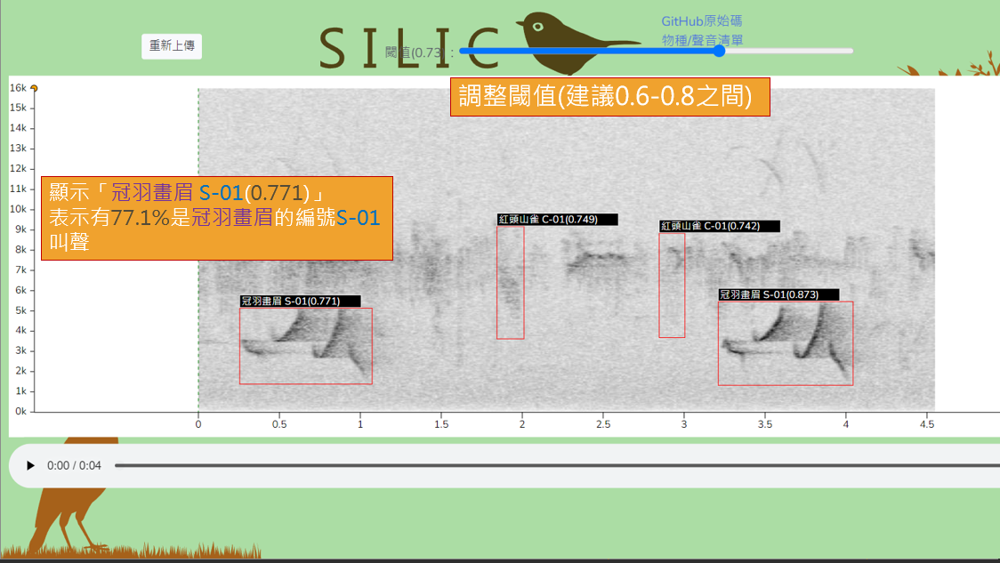 SILIC
GitHub原始碼
物種/聲音清單
重新上傳
閾值(0.73)：
調整閾值(建議0.6-0.8之間)
16k
15k
14k
13k
12k
11k
10k
9k
8k
7k
6k
5k
4k
3k
2k
1k
0k
顯示「冠羽畫眉 S-01(0.771)」
表示有77.1%是冠羽畫眉的編號S-01
叫聲
紅頭山雀 C-01(0.749)
紅頭山雀 C-01(0.742)
冠羽畫眉 S-01(0.771)
冠羽畫眉 S-01(0.873)
0 0.5 1 1.5 2 2.5 3 3.5 4 4.5
0:00 / 0:04